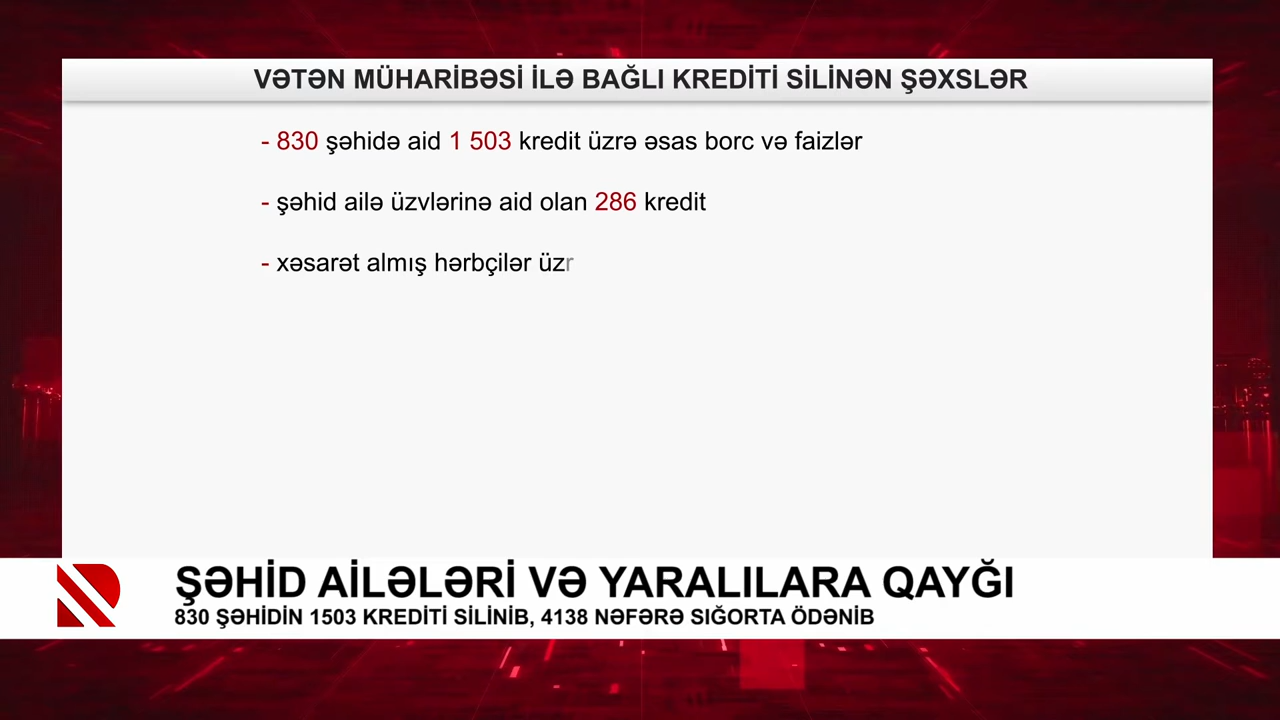 VƏTƏN MÜHARİBƏSİ İLƏ BAĞLI KREDİTİ SİLİNƏN ŞƏXSLƏR
- 830 şəhidə aid 1 503 kredit üzrə əsas borc və faizlər
- şəhid ailə üzvlərinə aid olan 286 kredit
- xəsarət almış hərbçilər üzr
ŞƏHİD AİLƏLƏRİ VƏ YARALILARA QAYĞI
830 ŞƏHİDİN 1503 KREDİTİ SİLİNİB, 4138 NƏFƏRƏ SIĞORTA ÖDƏNİB